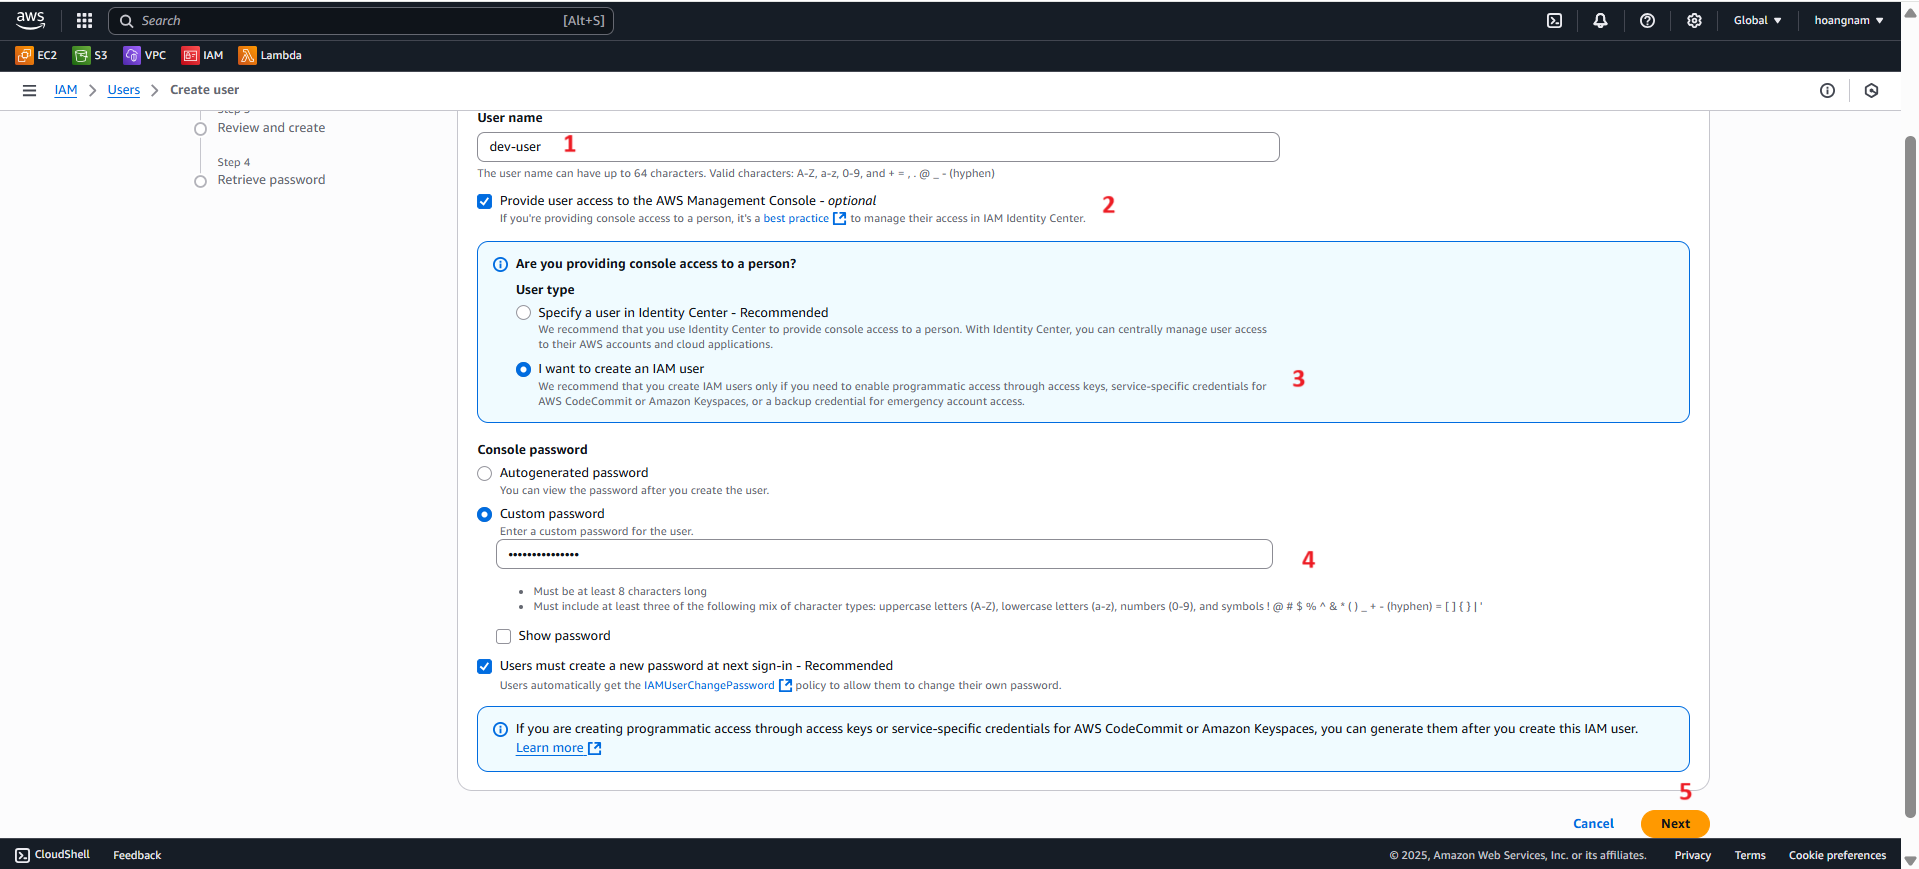 aws
Search [Alt+S]
Global ▼
hoangnam ▼
EC2
S3
VPC
IAM
Lambda
IAM > Users > Create user
Review and create
Step 4
Retrieve password
User name
dev-user 1
The user name can have up to 64 characters. Valid characters: A-Z, a-z, 0-9, and + = , . @ _ - (hyphen)
Provide user access to the AWS Management Console - optional 2
If you're providing console access to a person, it's a best practice to manage their access in IAM Identity Center.
Are you providing console access to a person?
User type
Specify a user in Identity Center - Recommended
We recommend that you use Identity Center to provide console access to a person. With Identity Center, you can centrally manage user access
to their AWS accounts and cloud applications.
I want to create an IAM user
3
We recommend that you create IAM users only if you need to enable programmatic access through access keys, service-specific credentials for
AWS CodeCommit or Amazon Keyspaces, or a backup credential for emergency account access.
Console password
Autogenerated password
You can view the password after you create the user.
Custom password
Enter a custom password for the user.
••••••••••••••• 4
• Must be at least 8 characters long
• Must include at least three of the following mix of character types: uppercase letters (A-Z), lowercase letters (a-z), numbers (0-9), and symbols ! @ # $ % ^ & * ( ) _ + - (hyphen) = [ ] { } | '
Show password
Users must create a new password at next sign-in - Recommended
Users automatically get the IAMUserChangePassword policy to allow them to change their own password.
If you are creating programmatic access through access keys or service-specific credentials for AWS CodeCommit or Amazon Keyspaces, you can generate them after you create this IAM user.
Learn more
5
Cancel Next
CloudShell Feedback © 2025, Amazon Web Services, Inc. or its affiliates. Privacy Terms Cookie preferences